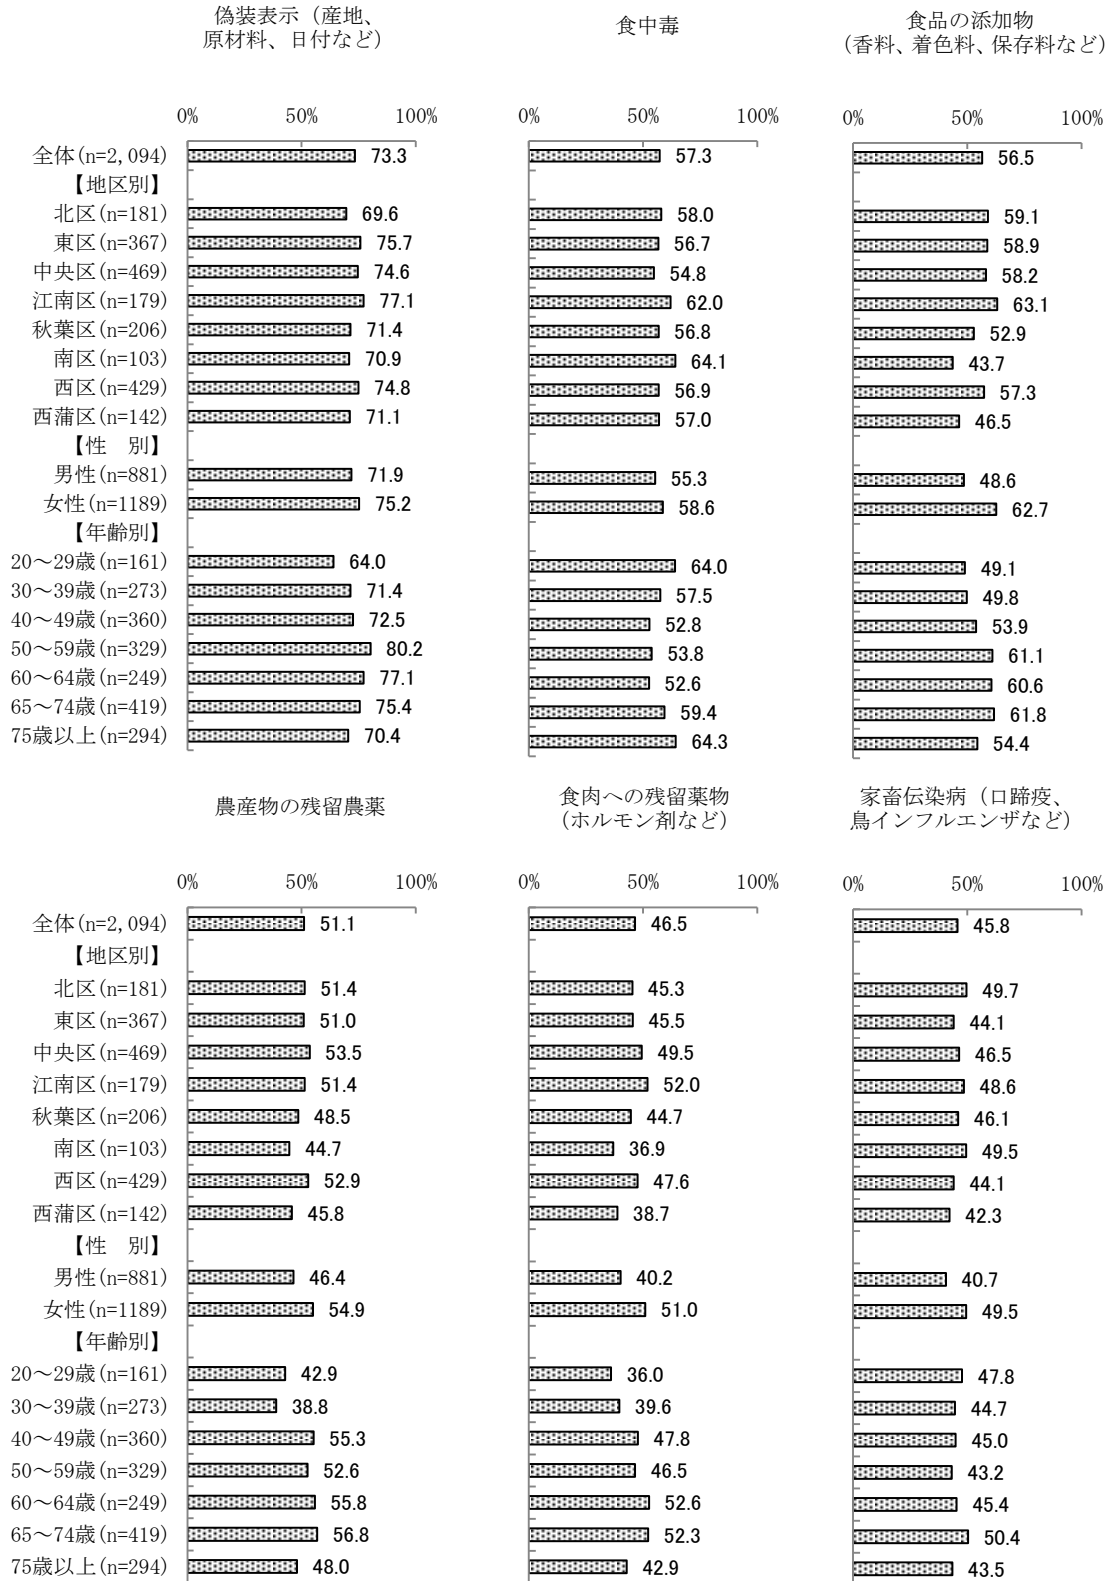 偽装表示（産地、
原材料、日付など）
食中毒
食品の添加物
（香料、着色料、保存料など）
0% 50% 100% 0% 50% 100% 0% 50% 100%
全体(n=2,094) 73.3 57.3 56.5
【地区別】
北区(n=181) 69.6 58.0 59.1
東区(n=367) 75.7 56.7 58.9
中央区(n=469) 74.6 54.8 58.2
江南区(n=179) 77.1 62.0 63.1
秋葉区(n=206) 71.4 56.8 52.9
南区(n=103) 70.9 64.1 43.7
西区(n=429) 74.8 56.9 57.3
西蒲区(n=142) 71.1 57.0 46.5
【性　別】
男性(n=881) 71.9 55.3 48.6
女性(n=1189) 75.2 58.6 62.7
【年齢別】
20～29歳(n=161) 64.0 64.0 49.1
30～39歳(n=273) 71.4 57.5 49.8
40～49歳(n=360) 72.5 52.8 53.9
50～59歳(n=329) 80.2 53.8 61.1
60～64歳(n=249) 77.1 52.6 60.6
65～74歳(n=419) 75.4 59.4 61.8
75歳以上(n=294) 70.4 64.3 54.4
農産物の残留農薬
食肉への残留薬物
（ホルモン剤など）
家畜伝染病（口蹄疫、
鳥インフルエンザなど）
0% 50% 100% 0% 50% 100% 0% 50% 100%
全体(n=2,094) 51.1 46.5 45.8
【地区別】
北区(n=181) 51.4 45.3 49.7
東区(n=367) 51.0 45.5 44.1
中央区(n=469) 53.5 49.5 46.5
江南区(n=179) 51.4 52.0 48.6
秋葉区(n=206) 48.5 44.7 46.1
南区(n=103) 44.7 36.9 49.5
西区(n=429) 52.9 47.6 44.1
西蒲区(n=142) 45.8 38.7 42.3
【性　別】
男性(n=881) 46.4 40.2 40.7
女性(n=1189) 54.9 51.0 49.5
【年齢別】
20～29歳(n=161) 42.9 36.0 47.8
30～39歳(n=273) 38.8 39.6 44.7
40～49歳(n=360) 55.3 47.8 45.0
50～59歳(n=329) 52.6 46.5 43.2
60～64歳(n=249) 55.8 52.6 45.4
65～74歳(n=419) 56.8 52.3 50.4
75歳以上(n=294) 48.0 42.9 43.5